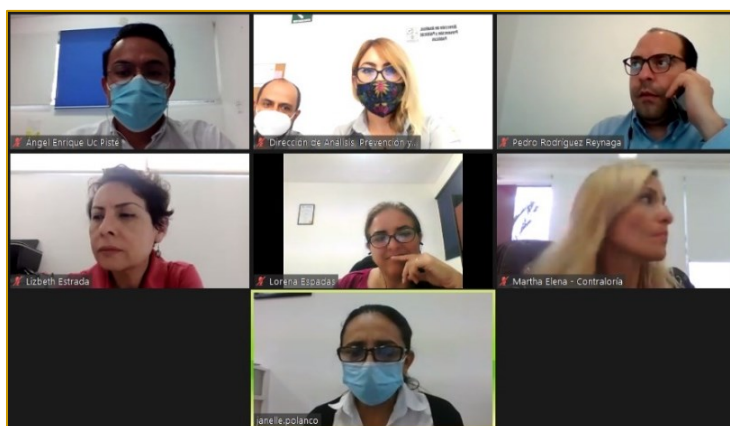 Angel Enrique Uc Piste
Dirección de Análisis, Prevención y...
Pedro Rodríguez Reynaga
Lizbeth Estrada
Lorena Espadas
Martha Elena - Contraloría
janelle.polanco